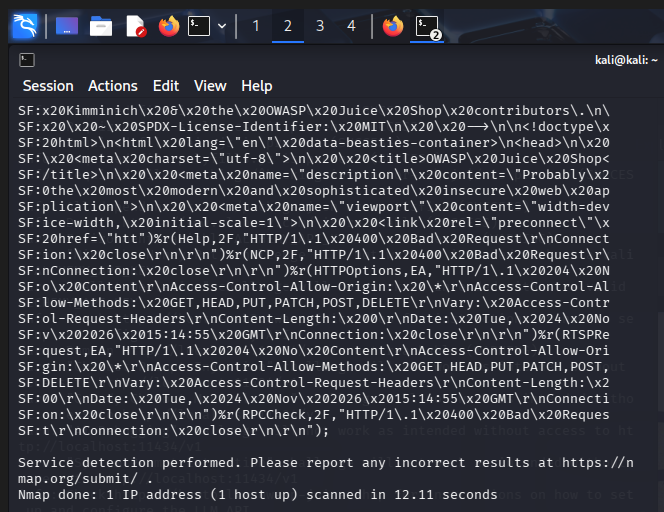 1 2 3 4 2
kali@kali: ~
Session Actions Edit View Help
SF:x20Kimminich\x20&\x20the\x20OWASP\x20Juice\x20Shop\x20contributors\.\n\
SF:x20\x20~\x20SPDX-License-Identifier:\x20MIT\n\x20\x20-->\n\n<!doctype\x
SF:20html>\n<html\x20lang=\"en\"\x20data-beasties-container>\n<head>\n\x20
SF:\x20<meta\x20charset=\"utf-8\">\n\x20\x20<title>OWASP\x20Juice\x20Shop<
SF:/title>\n\x20\x20<meta\x20name=\"description\"\x20content=\"Probably\x2
SF:0the\x20most\x20modern\x20and\x20sophisticated\x20insecure\x20web\x20ap
SF:plication\">\n\x20\x20<meta\x20name=\"viewport\"\x20content=\"width=dev
SF:ice-width,\x20initial-scale=1\">\n\x20\x20<link\x20rel=\"preconnect\"\x
SF:20href=\"htt")%r(Help,2F,"HTTP/1\.1\x20400\x20Bad\x20Request\r\nConnect
SF:ion:\x20close\r\n\r\n")%r(NCP,2F,"HTTP/1\.1\x20400\x20Bad\x20Request\r\
SF:nConnection:\x20close\r\n\r\n")%r(HTTPOptions,EA,"HTTP/1\.1\x20204\x20N
SF:o\x20Content\r\nAccess-Control-Allow-Origin:\x20\*\r\nAccess-Control-Al
SF:low-Methods:\x20GET,HEAD,PUT,PATCH,POST,DELETE\r\nVary:\x20Access-Contr
SF:ol-Request-Headers\r\nContent-Length:\x200\r\nDate:\x20Tue,\x2024\x20No
SF:v\x202026\x2015:14:55\x20GMT\r\nConnection:\x20close\r\n\r\n")%r(RTSPRe
SF:quest,EA,"HTTP/1\.1\x20204\x20No\x20Content\r\nAccess-Control-Allow-Ori
SF:gin:\x20\*\r\nAccess-Control-Allow-Methods:\x20GET,HEAD,PUT,PATCH,POST,
SF:DELETE\r\nVary:\x20Access-Control-Request-Headers\r\nContent-Length:\x2
SF:00\r\nDate:\x20Tue,\x2024\x20Nov\x202026\x2015:14:55\x20GMT\r\nConnecti
SF:on:\x20close\r\n\r\n")%r(RPCCheck,2F,"HTTP/1\.1\x20400\x20Bad\x20Reques
SF:t\r\nConnection:\x20close\r\n\r\n");
Service detection performed. Please report any incorrect results at https://n
map.org/submit/ .
Nmap done: 1 IP address (1 host up) scanned in 12.11 seconds